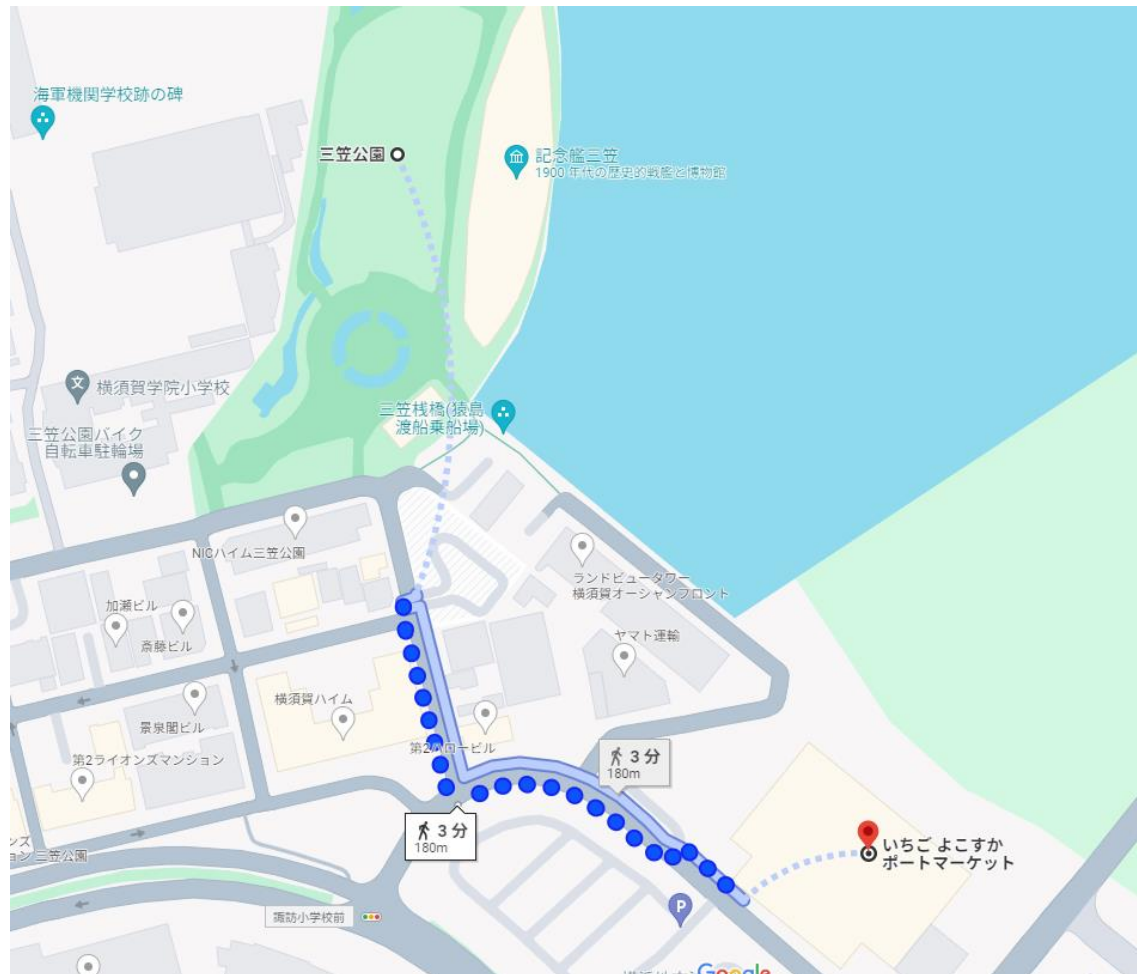 海軍機関学校跡の碑
三笠公園
記念艦三笠
1900 年代の歴史的戦艦と博物館
横須賀学院小学校
三笠桟橋(猿島
渡船乗船場)
三笠公園バイク
自転車駐輪場
NICハイム三笠公園
ランドビュータワー
横須賀オーシャンフロント
加瀬ビル
斎藤ビル
ヤマト運輸
横須賀ハイム
景泉閣ビル
第2ハロービル
第2ライオンズマンション
3 分
180m
3 分
180m
いちご よこすか
ポートマーケット
三笠公園
P
諏訪小学校前
Google